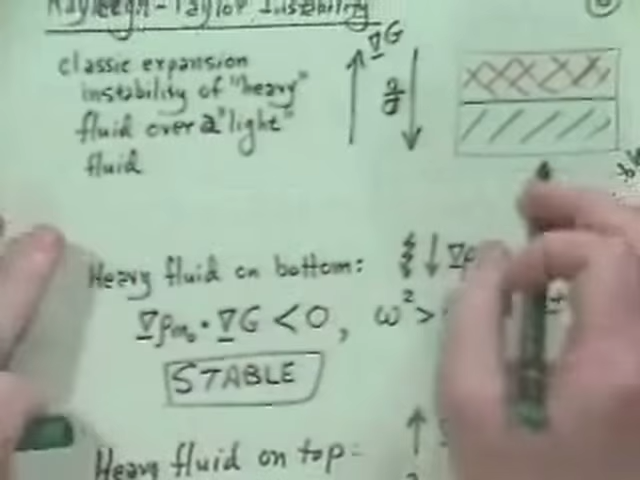 Rayleigh-Taylor Instability
classic expansion
instability of "heavy"
fluid over a "light"
fluid
∇G
g
Heavy fluid on bottom:
∇ρm₀ · ∇G < 0, ω² >
STABLE
Heavy fluid on top: